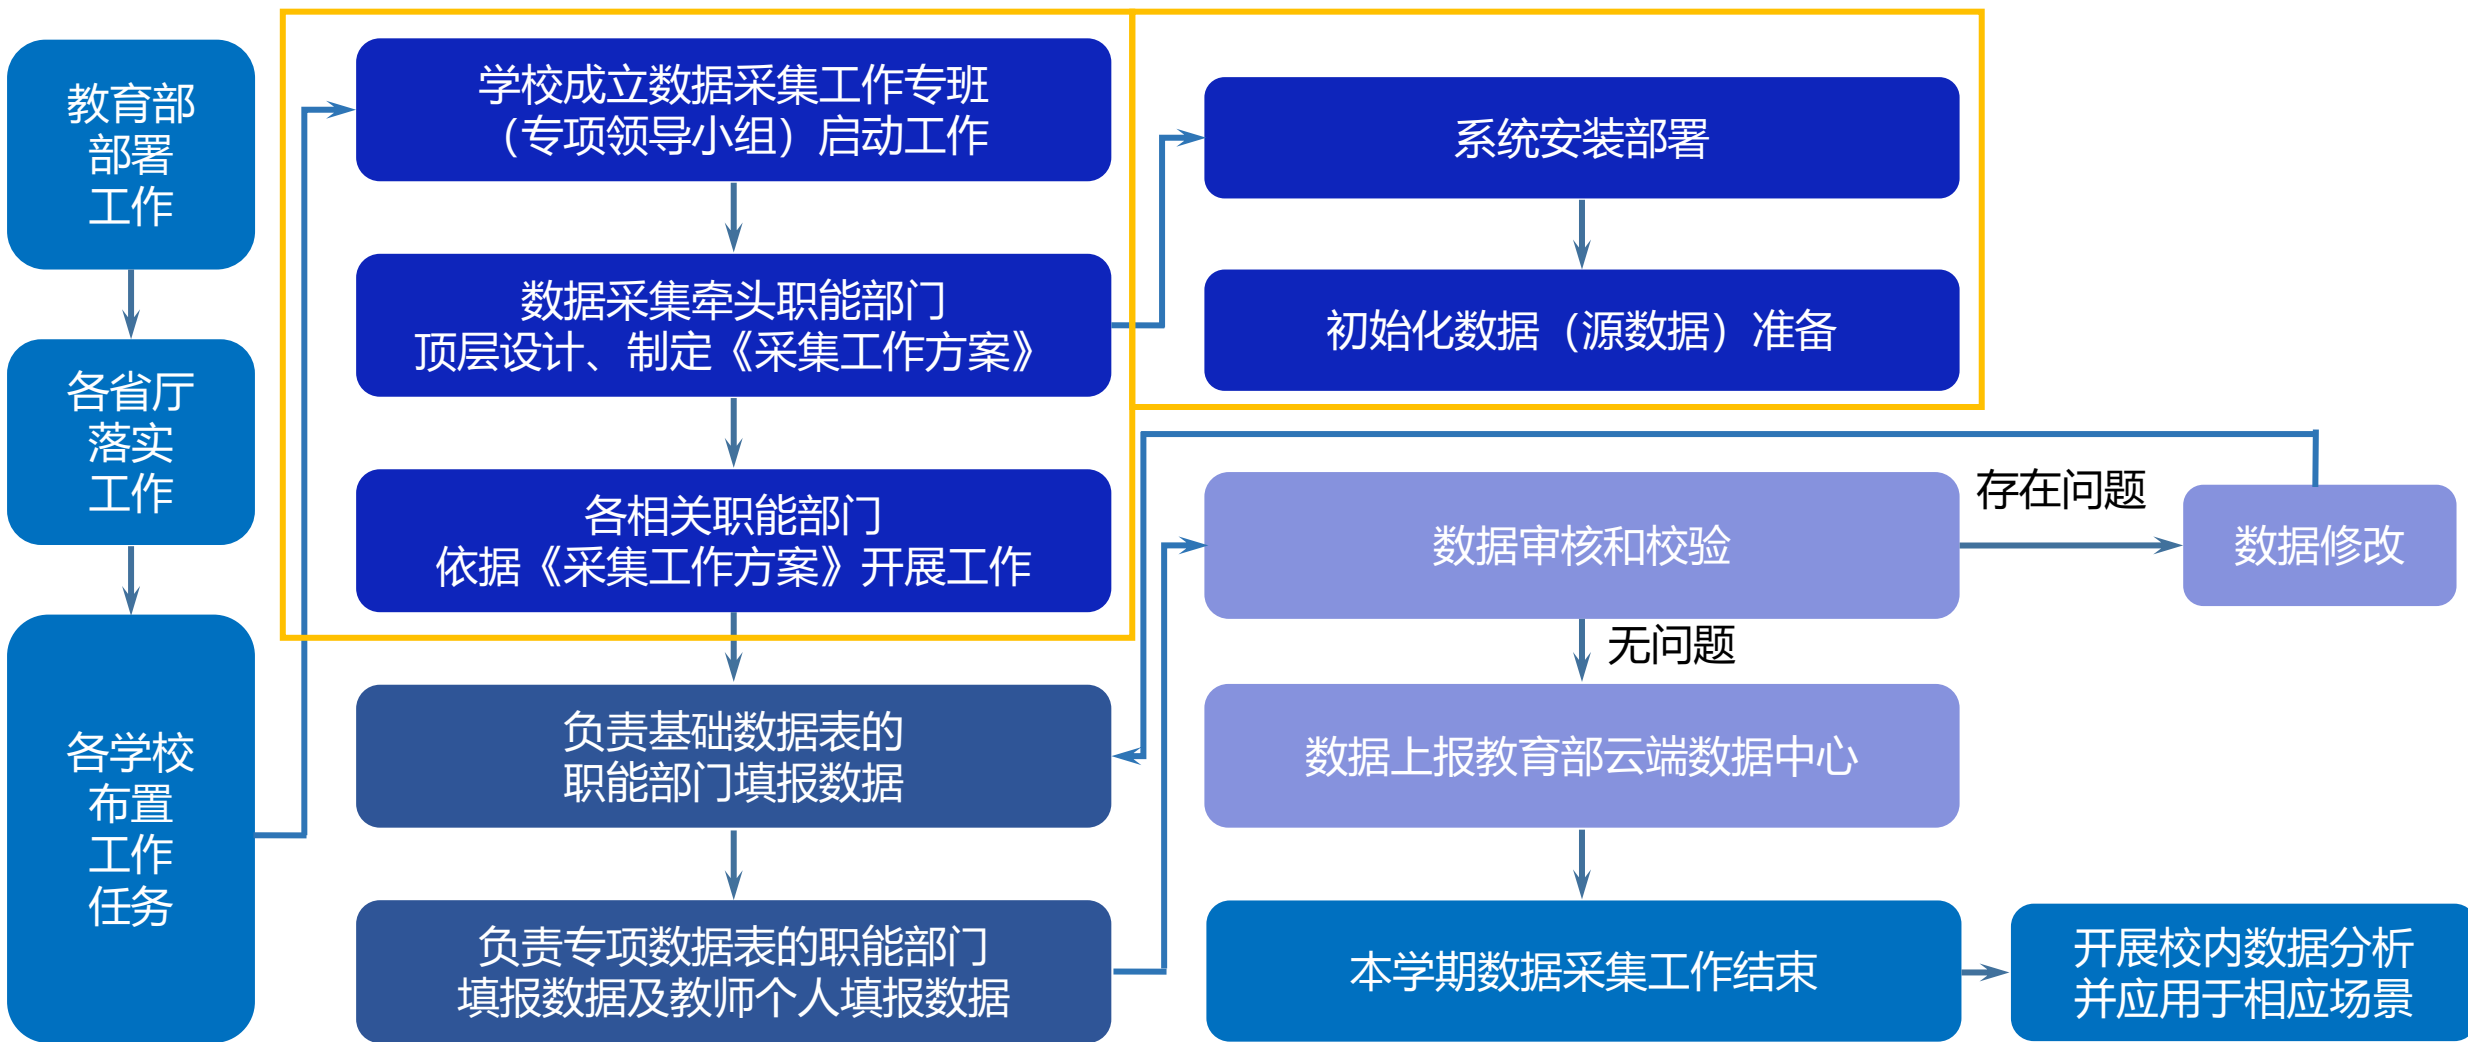 教育部
部署
工作
各省厅
落实
工作
各学校
布置
工作
任务
学校成立数据采集工作专班
（专项领导小组）启动工作
数据采集牵头职能部门
顶层设计、制定《采集工作方案》
各相关职能部门
依据《采集工作方案》开展工作
负责基础数据表的
职能部门填报数据
负责专项数据表的职能部门
填报数据及教师个人填报数据
系统安装部署
初始化数据（源数据）准备
数据审核和校验
存在问题
数据修改
无问题
数据上报教育部云端数据中心
本学期数据采集工作结束
开展校内数据分析
并应用于相应场景